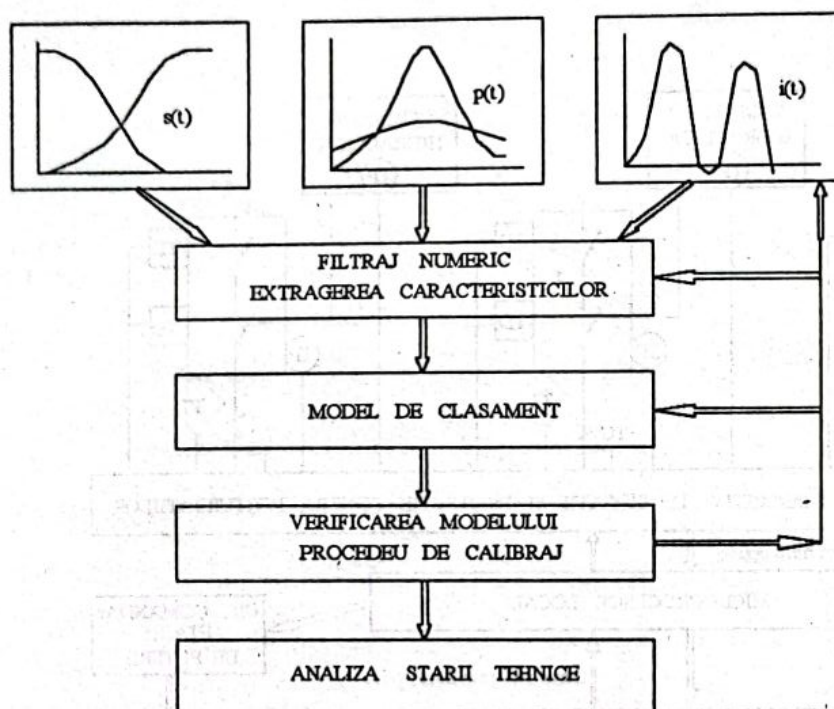 s(t)
p(t)
i(t)
FILTRAJ NUMERIC
EXTRAGEREA CARACTERISTICILOR
MODEL DE CLASAMENT
VERIFICAREA MODELULUI
PROCEDEU DE CALIBRAJ
ANALIZA STARII TEHNICE